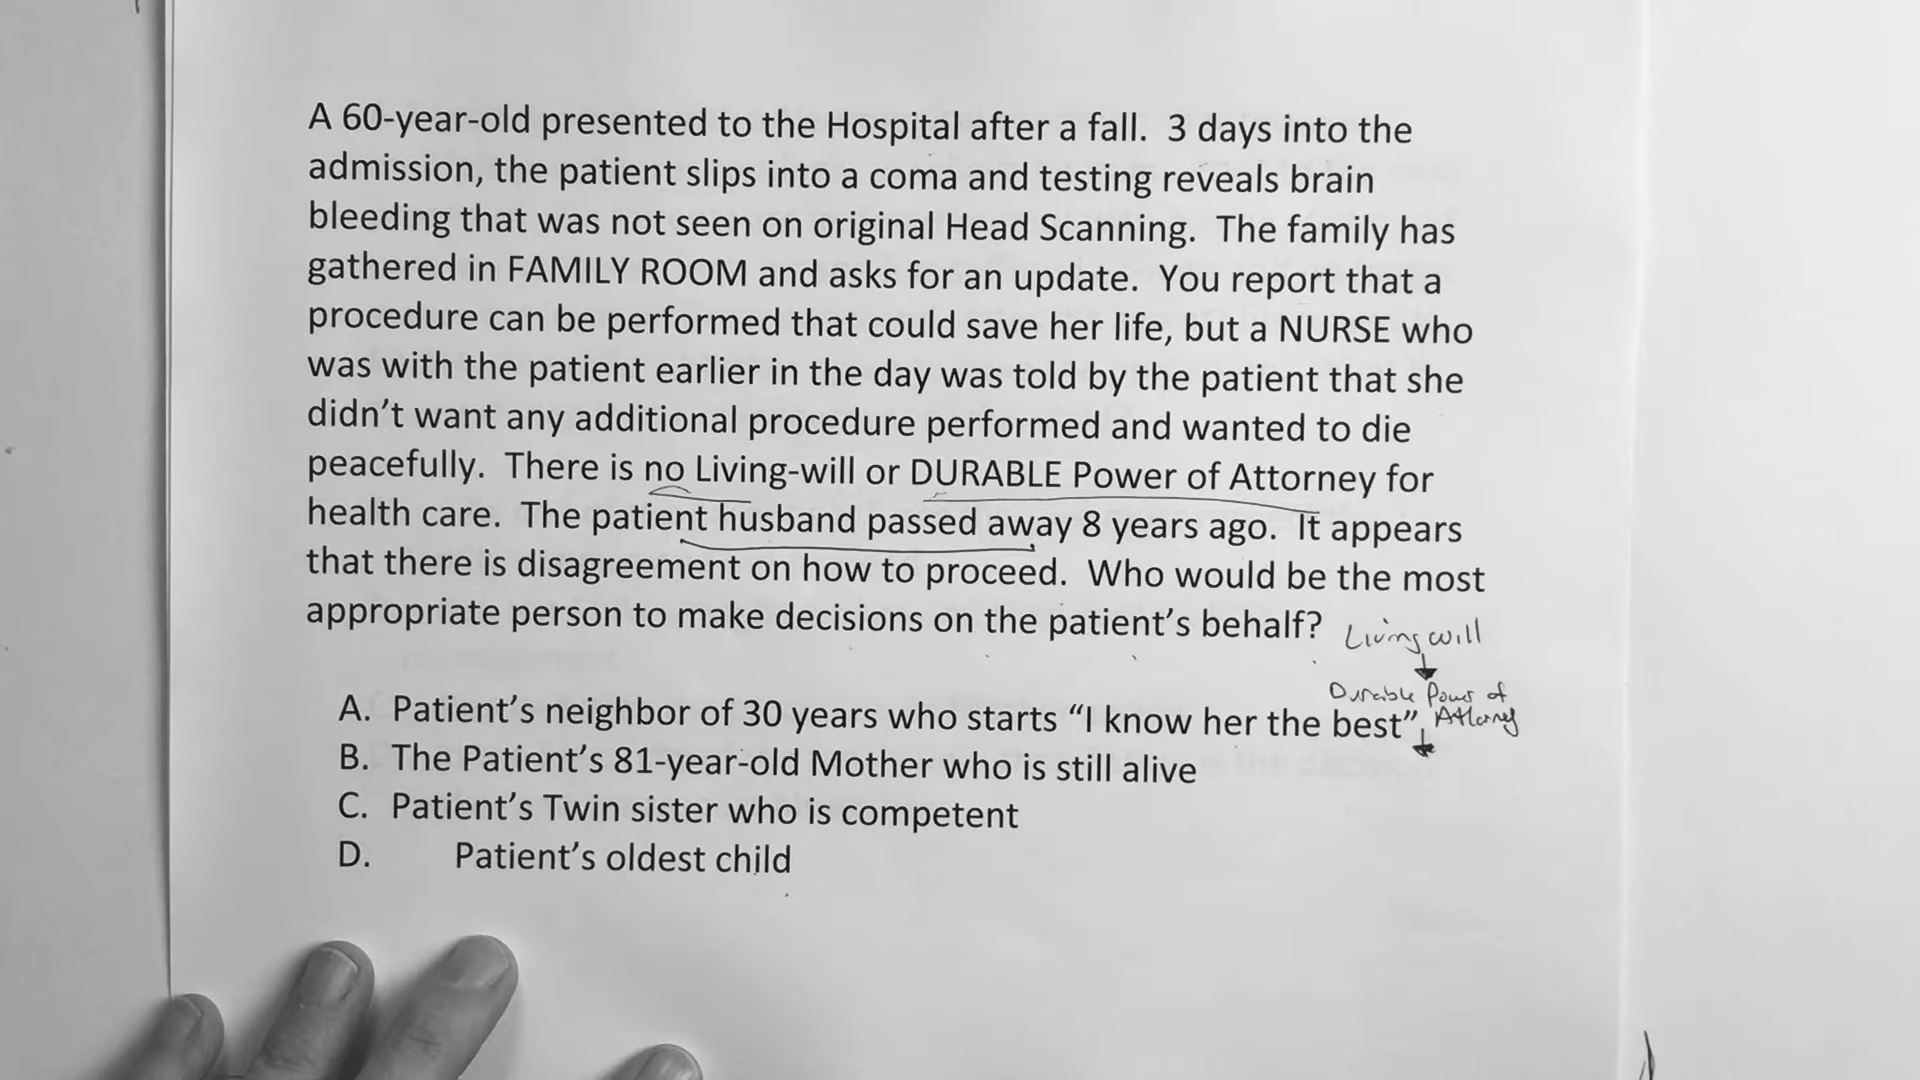 A 60-year-old presented to the Hospital after a fall. 3 days into the
admission, the patient slips into a coma and testing reveals brain
bleeding that was not seen on original Head Scanning. The family has
gathered in FAMILY ROOM and asks for an update. You report that a
procedure can be performed that could save her life, but a NURSE who
was with the patient earlier in the day was told by the patient that she
didn't want any additional procedure performed and wanted to die
peacefully. There is no Living-will or DURABLE Power of Attorney for
health care. The patient husband passed away 8 years ago. It appears
that there is disagreement on how to proceed. Who would be the most
appropriate person to make decisions on the patient's behalf?
Living will
Durable Power of
Attorney
A. Patient's neighbor of 30 years who starts "I know her the best"
B. The Patient's 81-year-old Mother who is still alive
C. Patient's Twin sister who is competent
D. Patient's oldest child